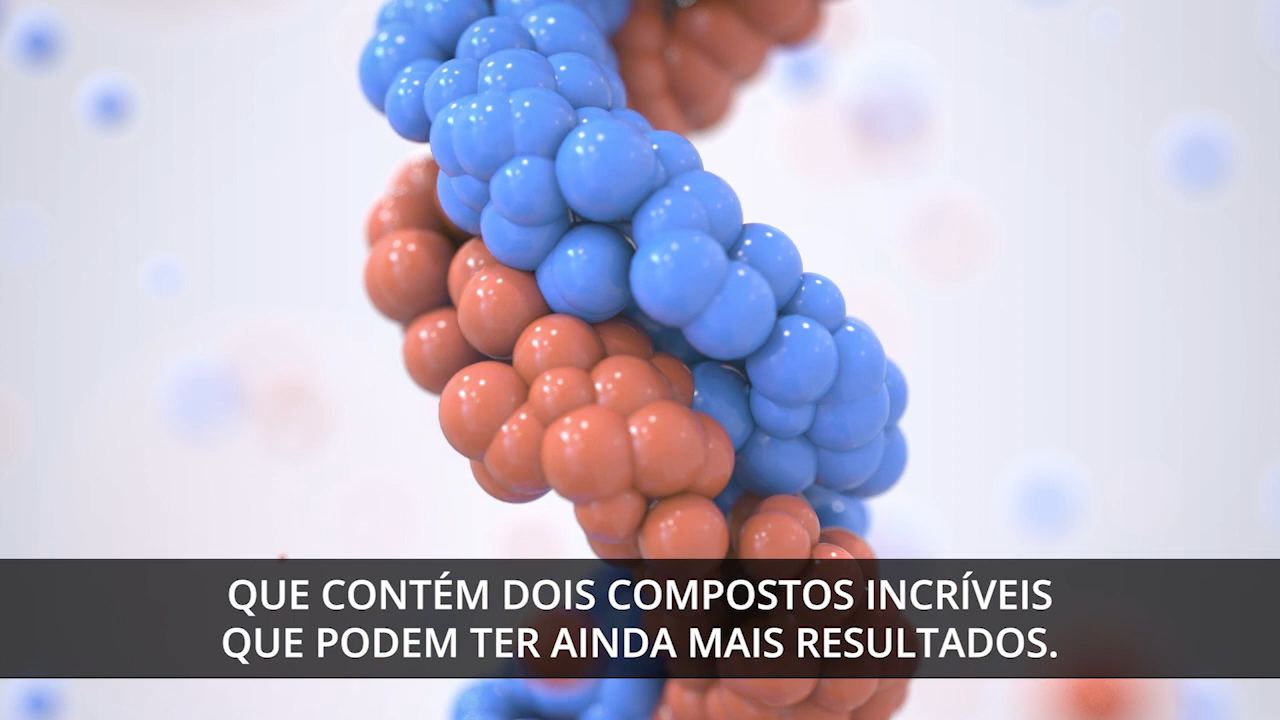 QUE CONTÉM DOIS COMPOSTOS INCRÍVEIS
QUE PODEM TER AINDA MAIS RESULTADOS.